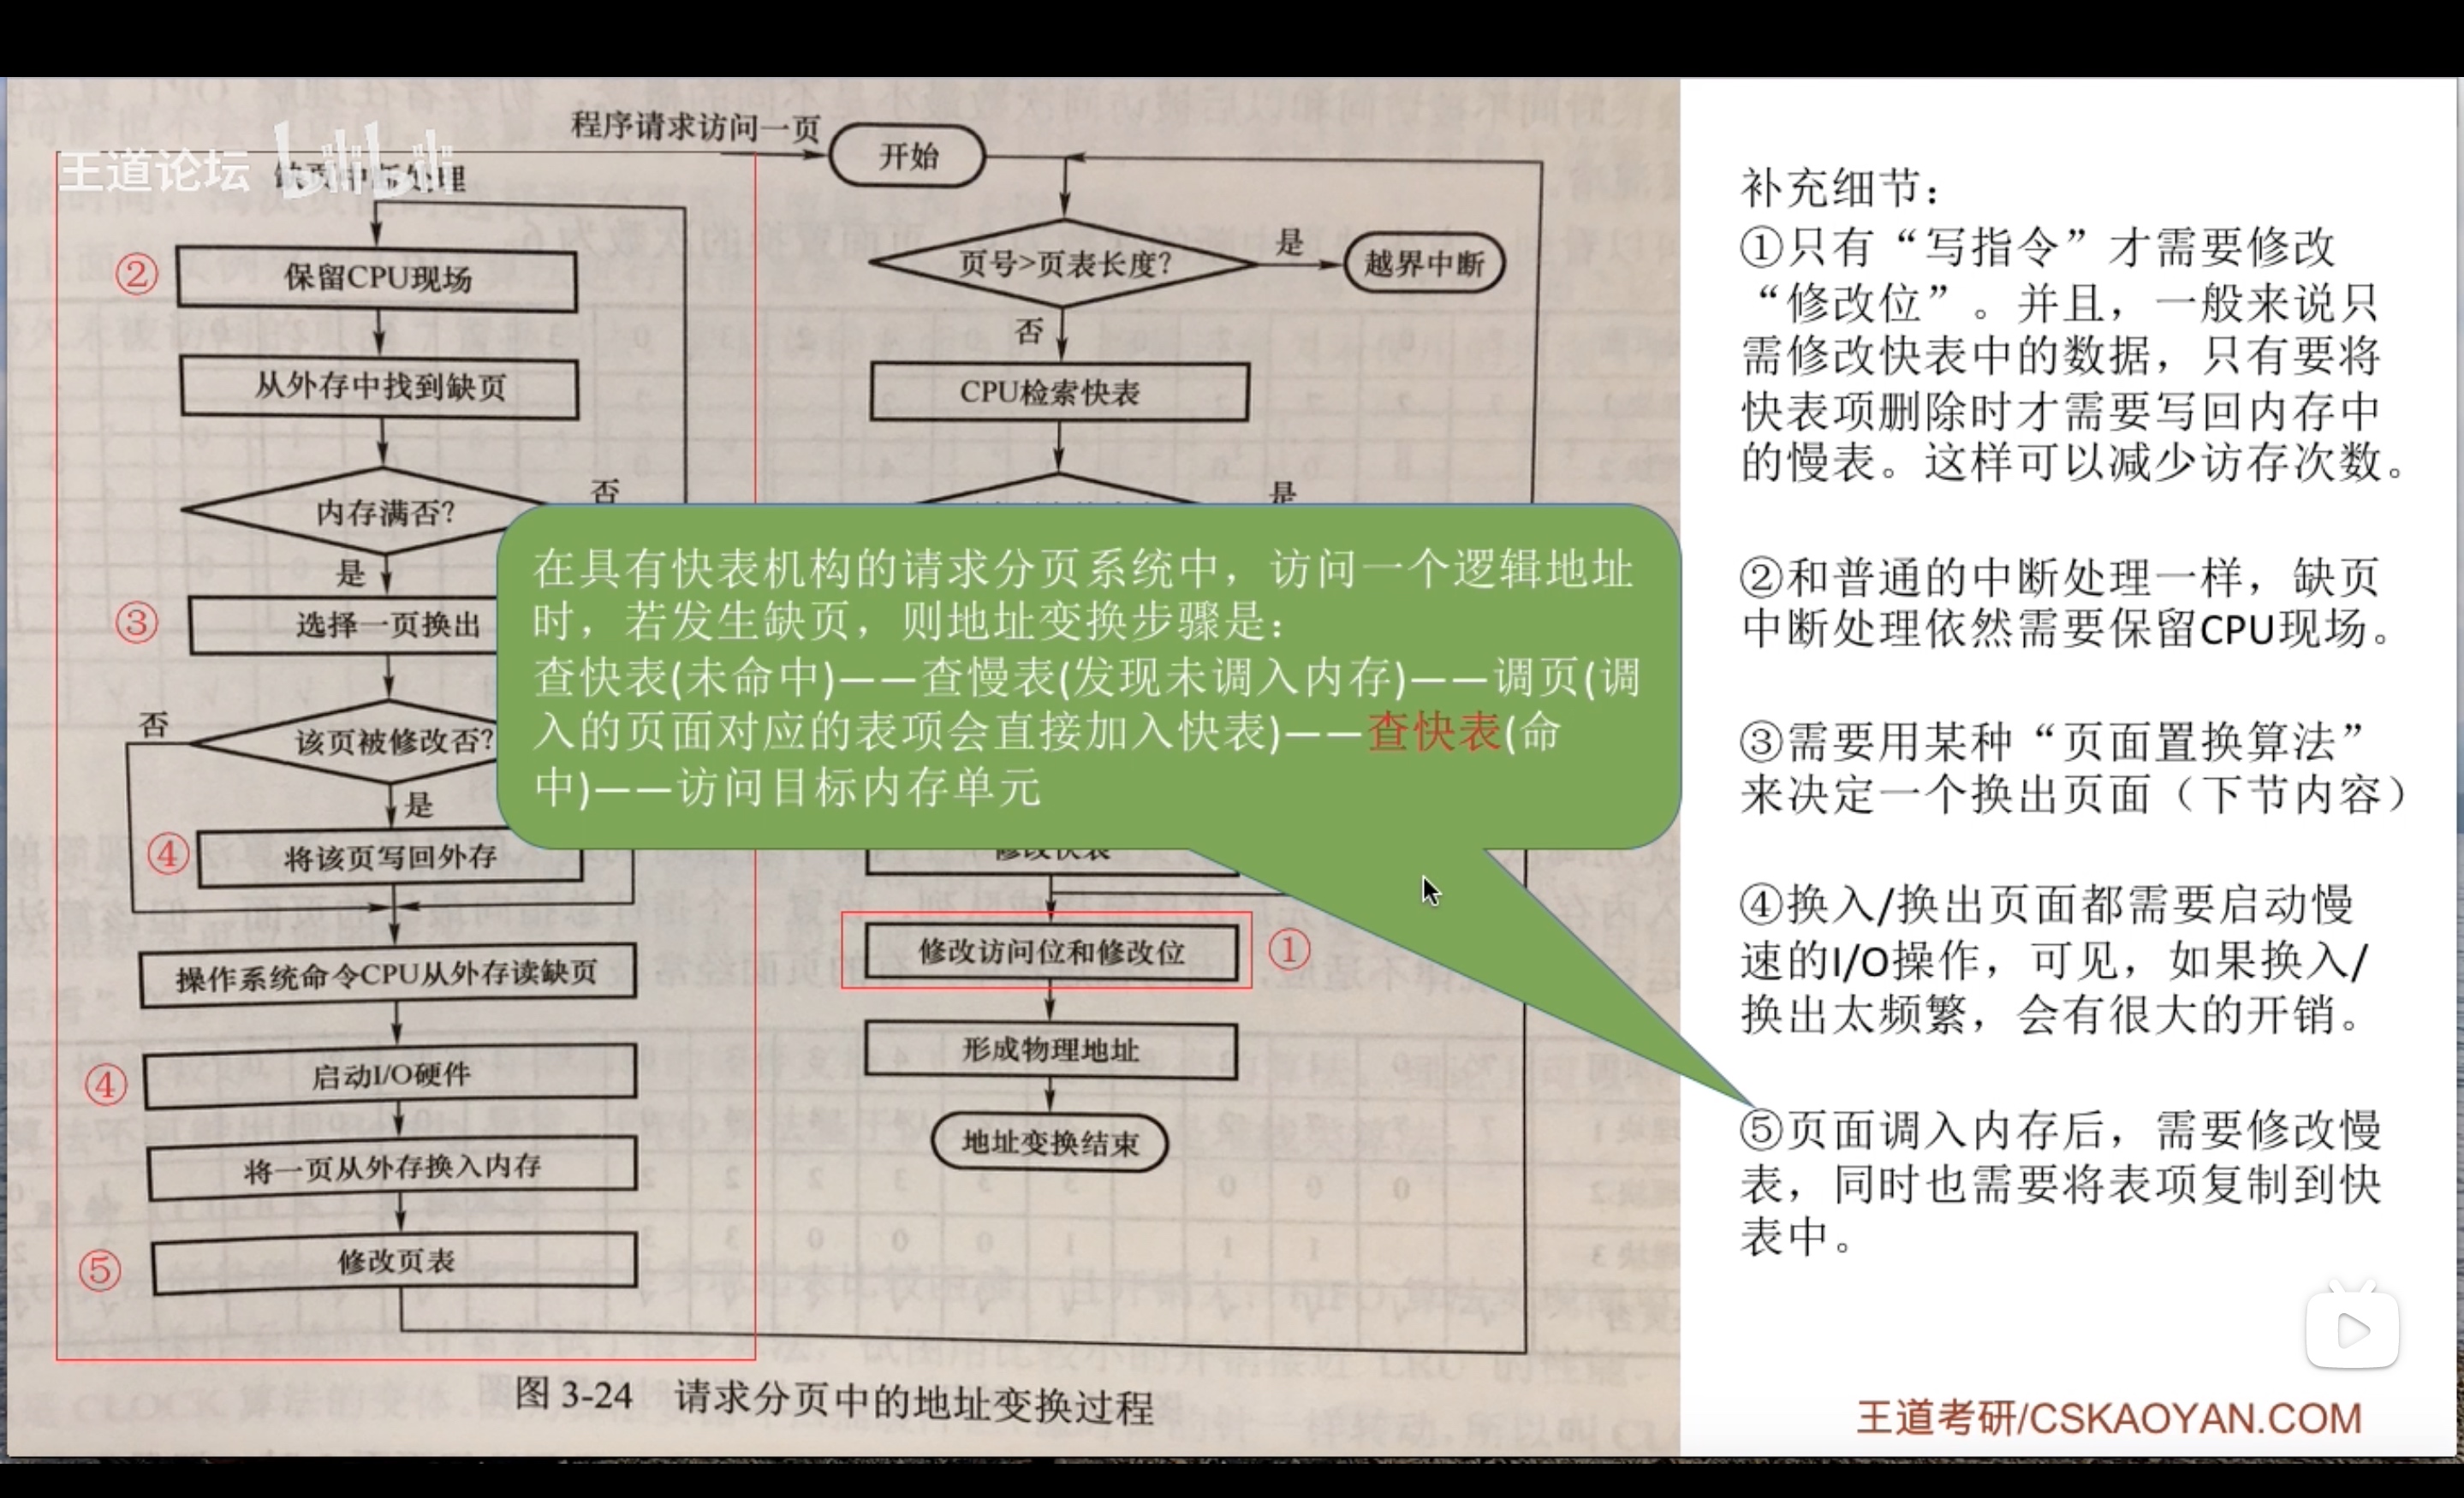 王道论坛
bilibili
程序请求访问一页
开始
缺页中断处理
②
保留CPU现场
从外存中找到缺页
内存满否?
否
是
③
选择一页换出
否
该页被修改否?
是
④
将该页写回外存
操作系统命令CPU从外存读缺页
④
启动I/O硬件
将一页从外存换入内存
⑤
修改页表
页号>页表长度?
是
越界中断
否
CPU检索快表
是
修改快表
修改访问位和修改位
①
形成物理地址
地址变换结束
图 3-24 请求分页中的地址变换过程
在具有快表机构的请求分页系统中，访问一个逻辑地址
时，若发生缺页，则地址变换步骤是：
查快表(未命中)——查慢表(发现未调入内存)——调页(调
入的页面对应的表项会直接加入快表)——查快表(命
中)——访问目标内存单元
补充细节：
①只有“写指令”才需要修改
“修改位”。并且，一般来说只
需修改快表中的数据，只有要将
快表项删除时才需要写回内存中
的慢表。这样可以减少访存次数。
②和普通的中断处理一样，缺页
中断处理依然需要保留CPU现场。
③需要用某种“页面置换算法”
来决定一个换出页面（下节内容）
④换入/换出页面都需要启动慢
速的I/O操作，可见，如果换入/
换出太频繁，会有很大的开销。
⑤页面调入内存后，需要修改慢
表，同时也需要将表项复制到快
表中。
王道考研/CSKAOYAN.COM